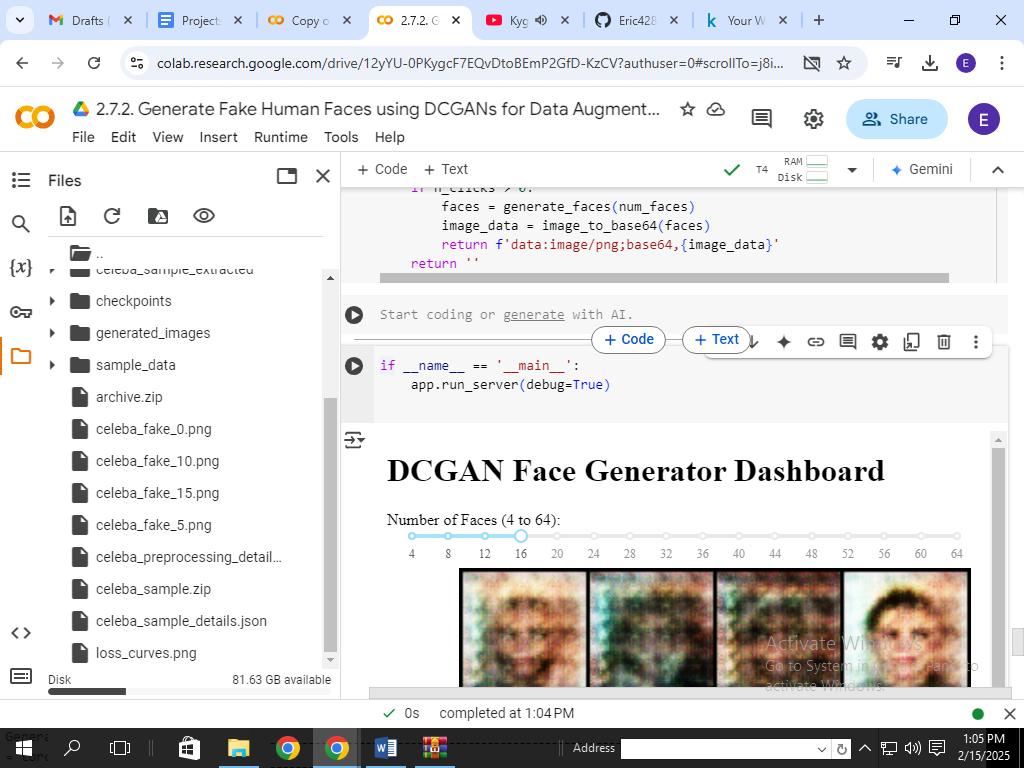 Drafts (
Projects
Copy o
2.7.2. G
Kyg
Eric428
Your W
colab.research.google.com/drive/12yYU-0PKygcF7EQvDtoBEmP2GfD-KzCV?authuser=0#scrollTo=j8i...
E
2.7.2. Generate Fake Human Faces using DCGANs for Data Augment...
File Edit View Insert Runtime Tools Help
Share
E
Files
+ Code + Text
T4
RAM
Disk
Gemini
..
celeba_sample_extracted
checkpoints
generated_images
sample_data
archive.zip
celeba_fake_0.png
celeba_fake_10.png
celeba_fake_15.png
celeba_fake_5.png
celeba_preprocessing_detail...
celeba_sample.zip
celeba_sample_details.json
loss_curves.png
Disk 81.63 GB available
if n_clicks > 0:
faces = generate_faces(num_faces)
image_data = image_to_base64(faces)
return f'data:image/png;base64,{image_data}'
return ''
Start coding or generate with AI.
+ Code + Text
if __name__ == '__main__':
app.run_server(debug=True)
DCGAN Face Generator Dashboard
Number of Faces (4 to 64):
4 8 12 16 20 24 28 32 36 40 44 48 52 56 60 64
Activate Windows
Go to System in Control Panel to
activate Windows.
0s completed at 1:04 PM
Address
1:05 PM
2/15/2025